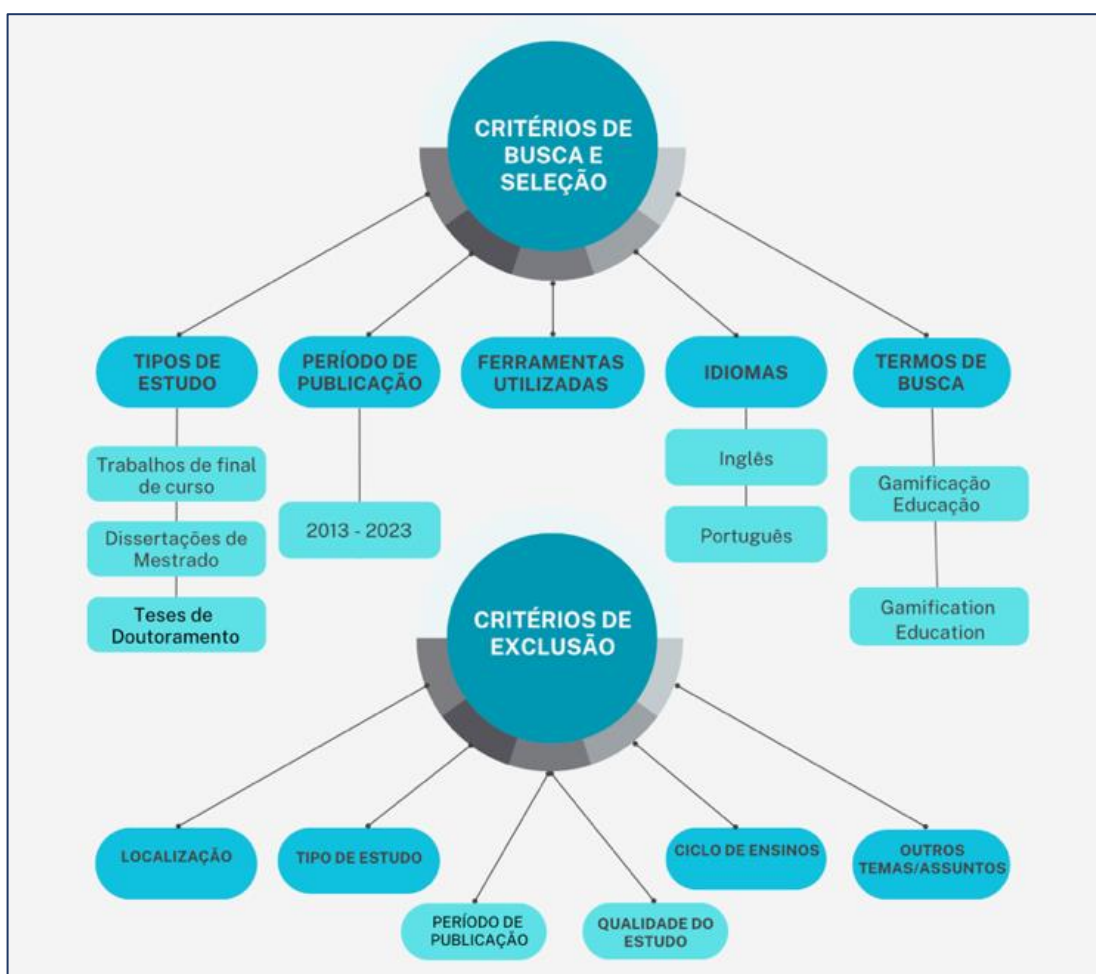 CRITÉRIOS DE
BUSCA E
SELEÇÃO
TIPOS DE
ESTUDO
PERÍODO DE
PUBLICAÇÃO
FERRAMENTAS
UTILIZADAS
IDIOMAS
TERMOS DE
BUSCA
Trabalhos de final
de curso
Dissertações de
Mestrado
Teses de
Doutoramento
2013 - 2023
Inglês
Português
Gamificação
Educação
Gamification
Education
CRITÉRIOS DE
EXCLUSÃO
LOCALIZAÇÃO
TIPO DE ESTUDO
PERÍODO DE
PUBLICAÇÃO
QUALIDADE DO
ESTUDO
CICLO DE ENSINOS
OUTROS
TEMAS/ASSUNTOS